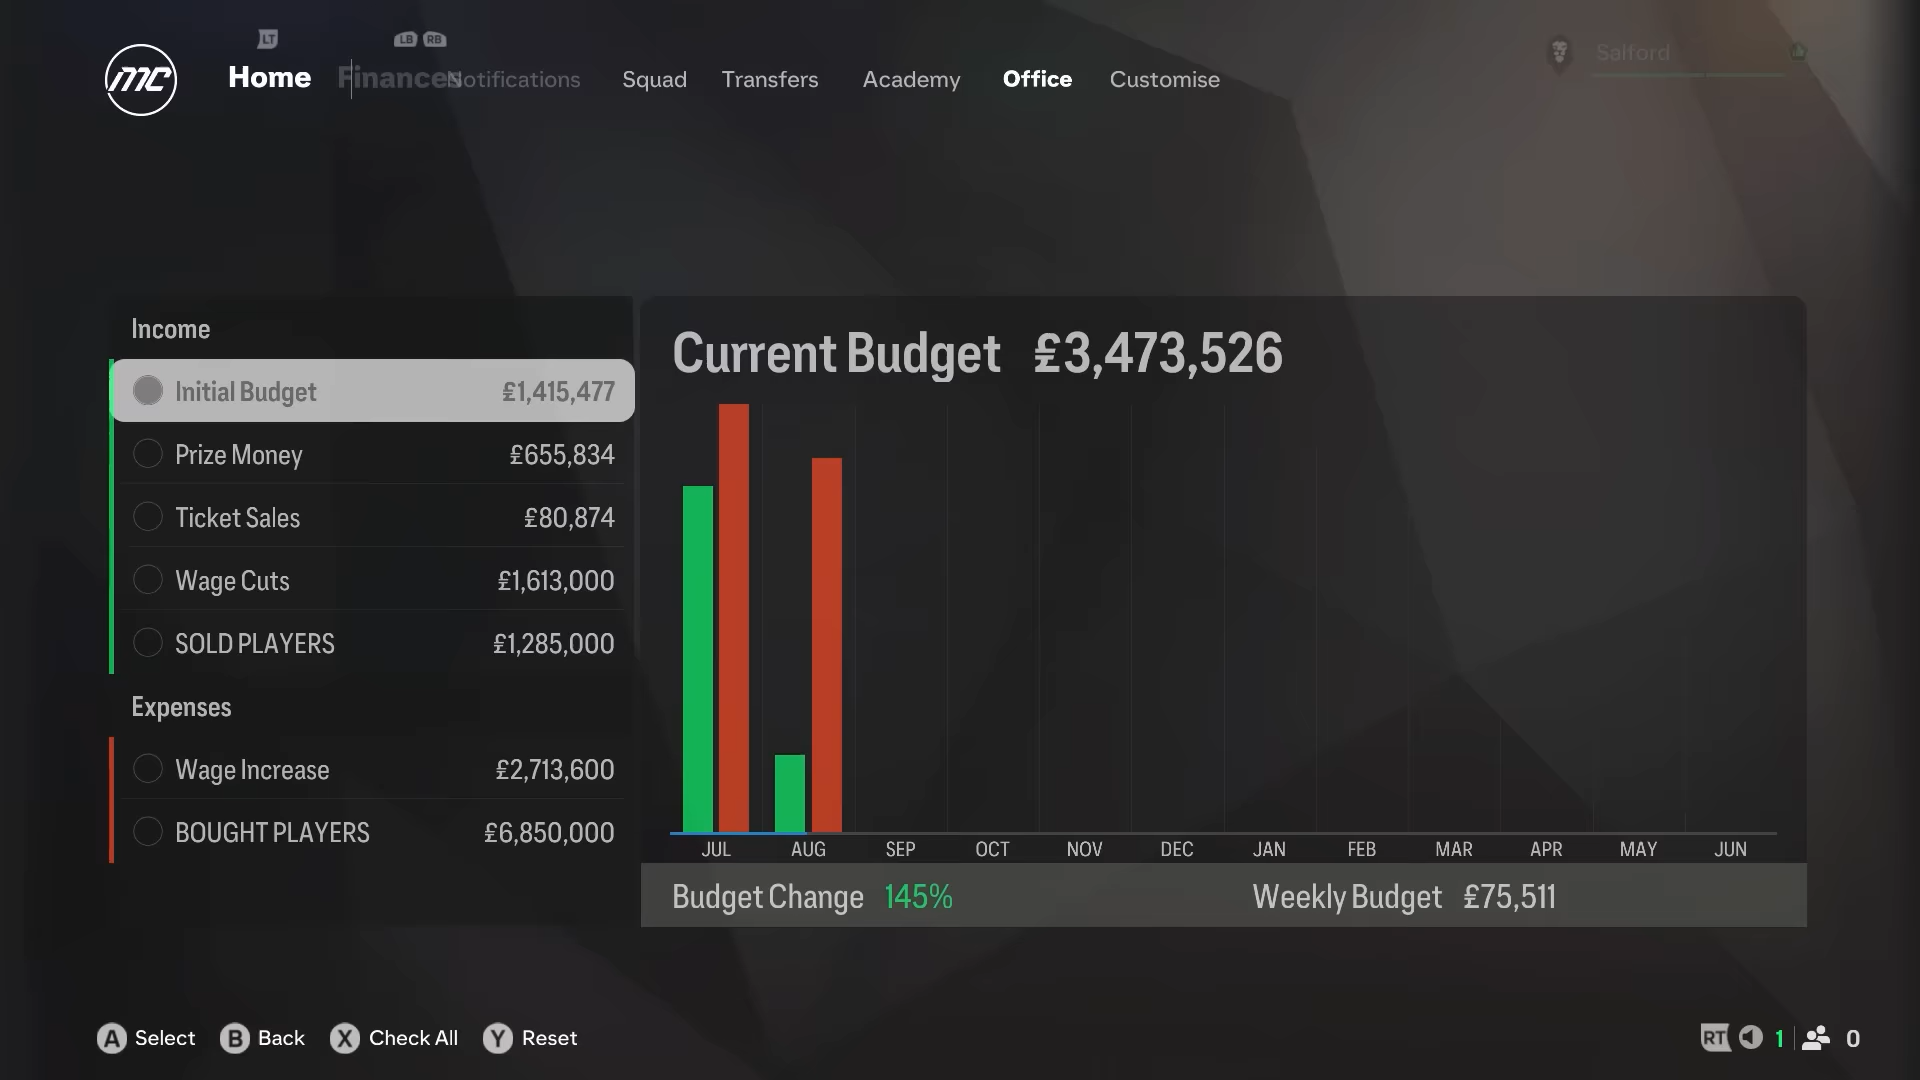 LT
LB RB
MC
Home
Finances
Notifications
Squad
Transfers
Academy
Office
Customise
Salford
Income
Initial Budget £1,415,477
Prize Money £655,834
Ticket Sales £80,874
Wage Cuts £1,613,000
SOLD PLAYERS £1,285,000
Expenses
Wage Increase £2,713,600
BOUGHT PLAYERS £6,850,000
Current Budget £3,473,526
JUL AUG SEP OCT NOV DEC JAN FEB MAR APR MAY JUN
Budget Change 145% Weekly Budget £75,511
A Select B Back X Check All Y Reset
RT 1 0